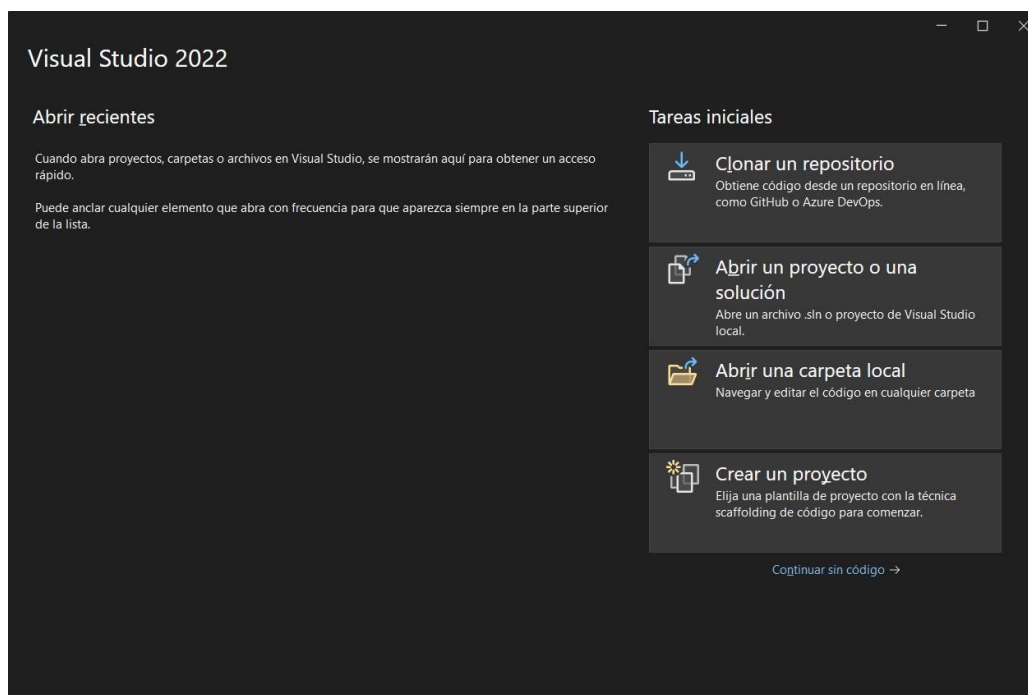 Visual Studio 2022
Abrir recientes
Cuando abra proyectos, carpetas o archivos en Visual Studio, se mostrarán aquí para obtener un acceso
rápido.
Puede anclar cualquier elemento que abra con frecuencia para que aparezca siempre en la parte superior
de la lista.
Tareas iniciales
Clonar un repositorio
Obtiene código desde un repositorio en línea,
como GitHub o Azure DevOps.
Abrir un proyecto o una
solución
Abre un archivo .sln o proyecto de Visual Studio
local.
Abrir una carpeta local
Navegar y editar el código en cualquier carpeta
Crear un proyecto
Elija una plantilla de proyecto con la técnica
scaffolding de código para comenzar.
Continuar sin código →